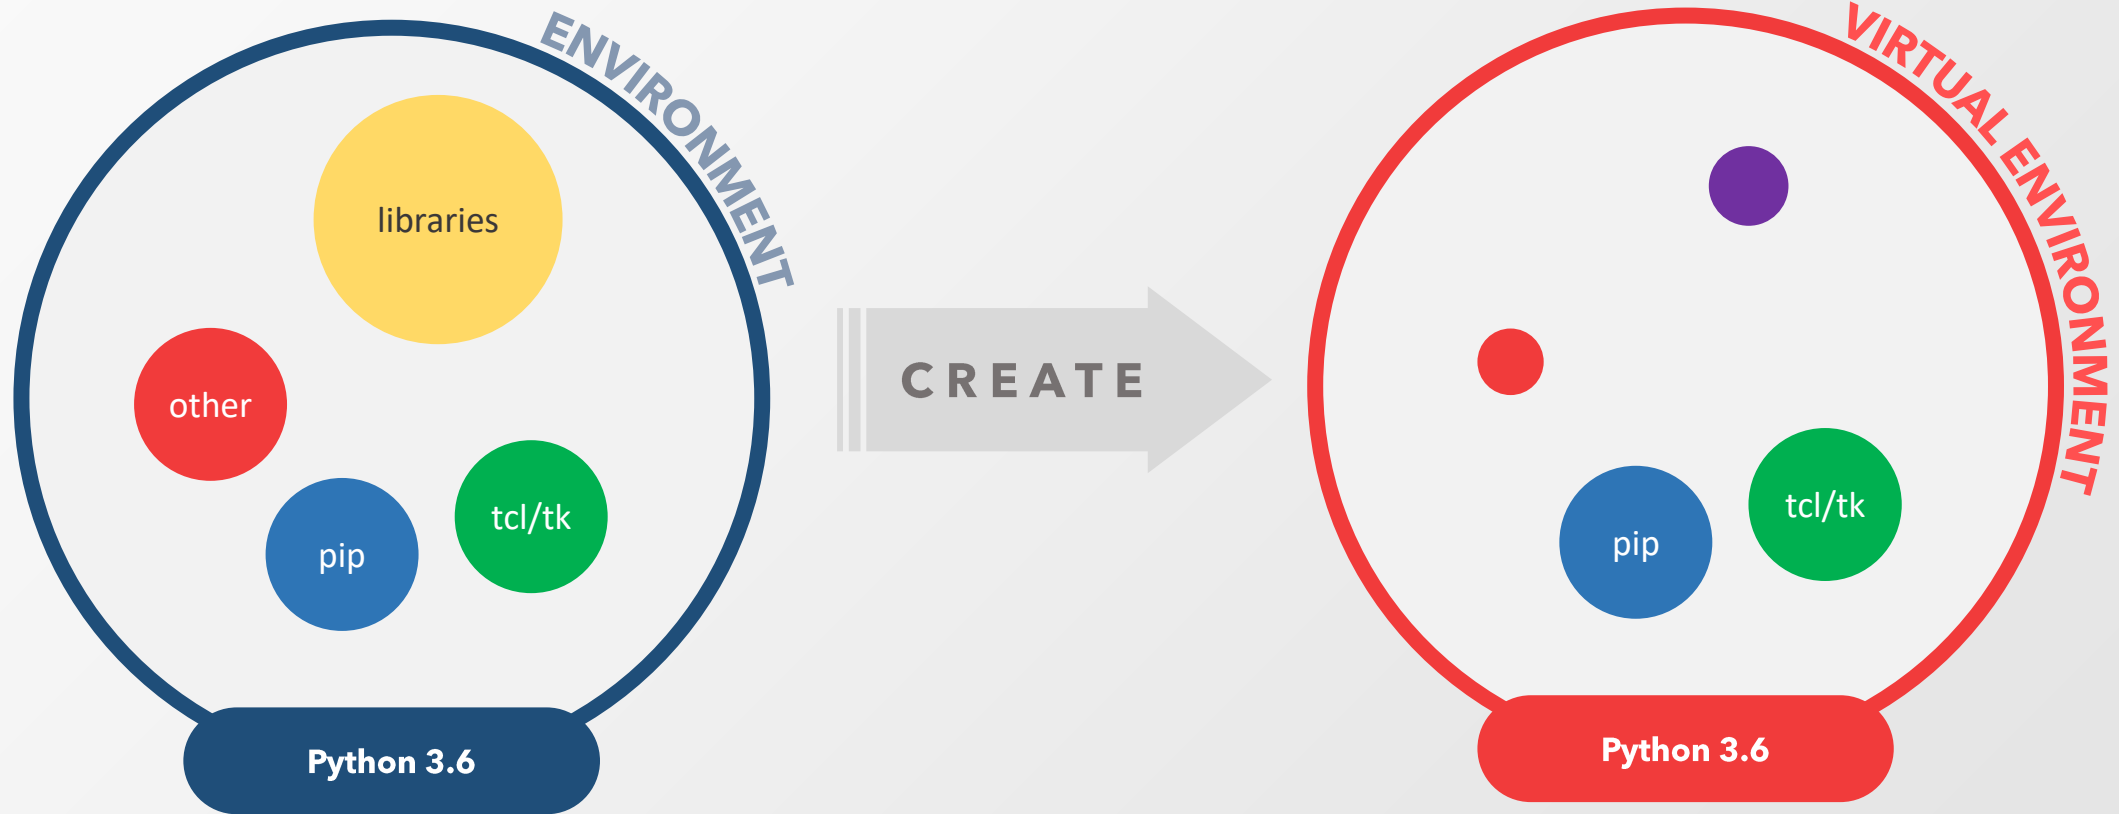 ENVIRONMENT
libraries
other
tcl/tk
pip
Python 3.6
CREATE
VIRTUAL ENVIRONMENT
tcl/tk
pip
Python 3.6